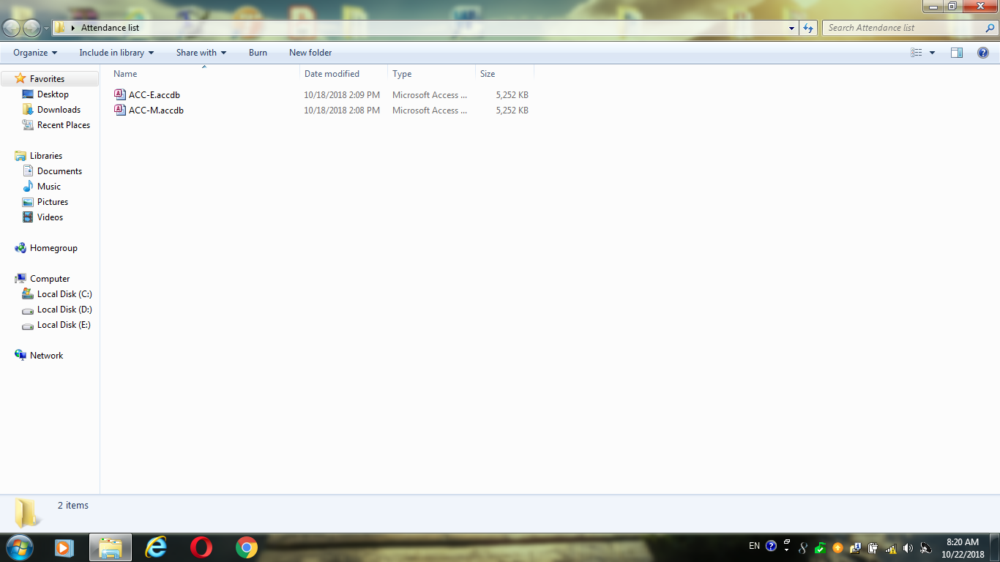 Attendance list
Search Attendance list
Organize Include in library Share with Burn New folder
Name Date modified Type Size
ACC-E.accdb 10/18/2018 2:09 PM Microsoft Access ... 5,252 KB
ACC-M.accdb 10/18/2018 2:08 PM Microsoft Access ... 5,252 KB
Favorites
Desktop
Downloads
Recent Places
Libraries
Documents
Music
Pictures
Videos
Homegroup
Computer
Local Disk (C:)
Local Disk (D:)
Local Disk (E:)
Network
2 items
EN
8:20 AM
10/22/2018